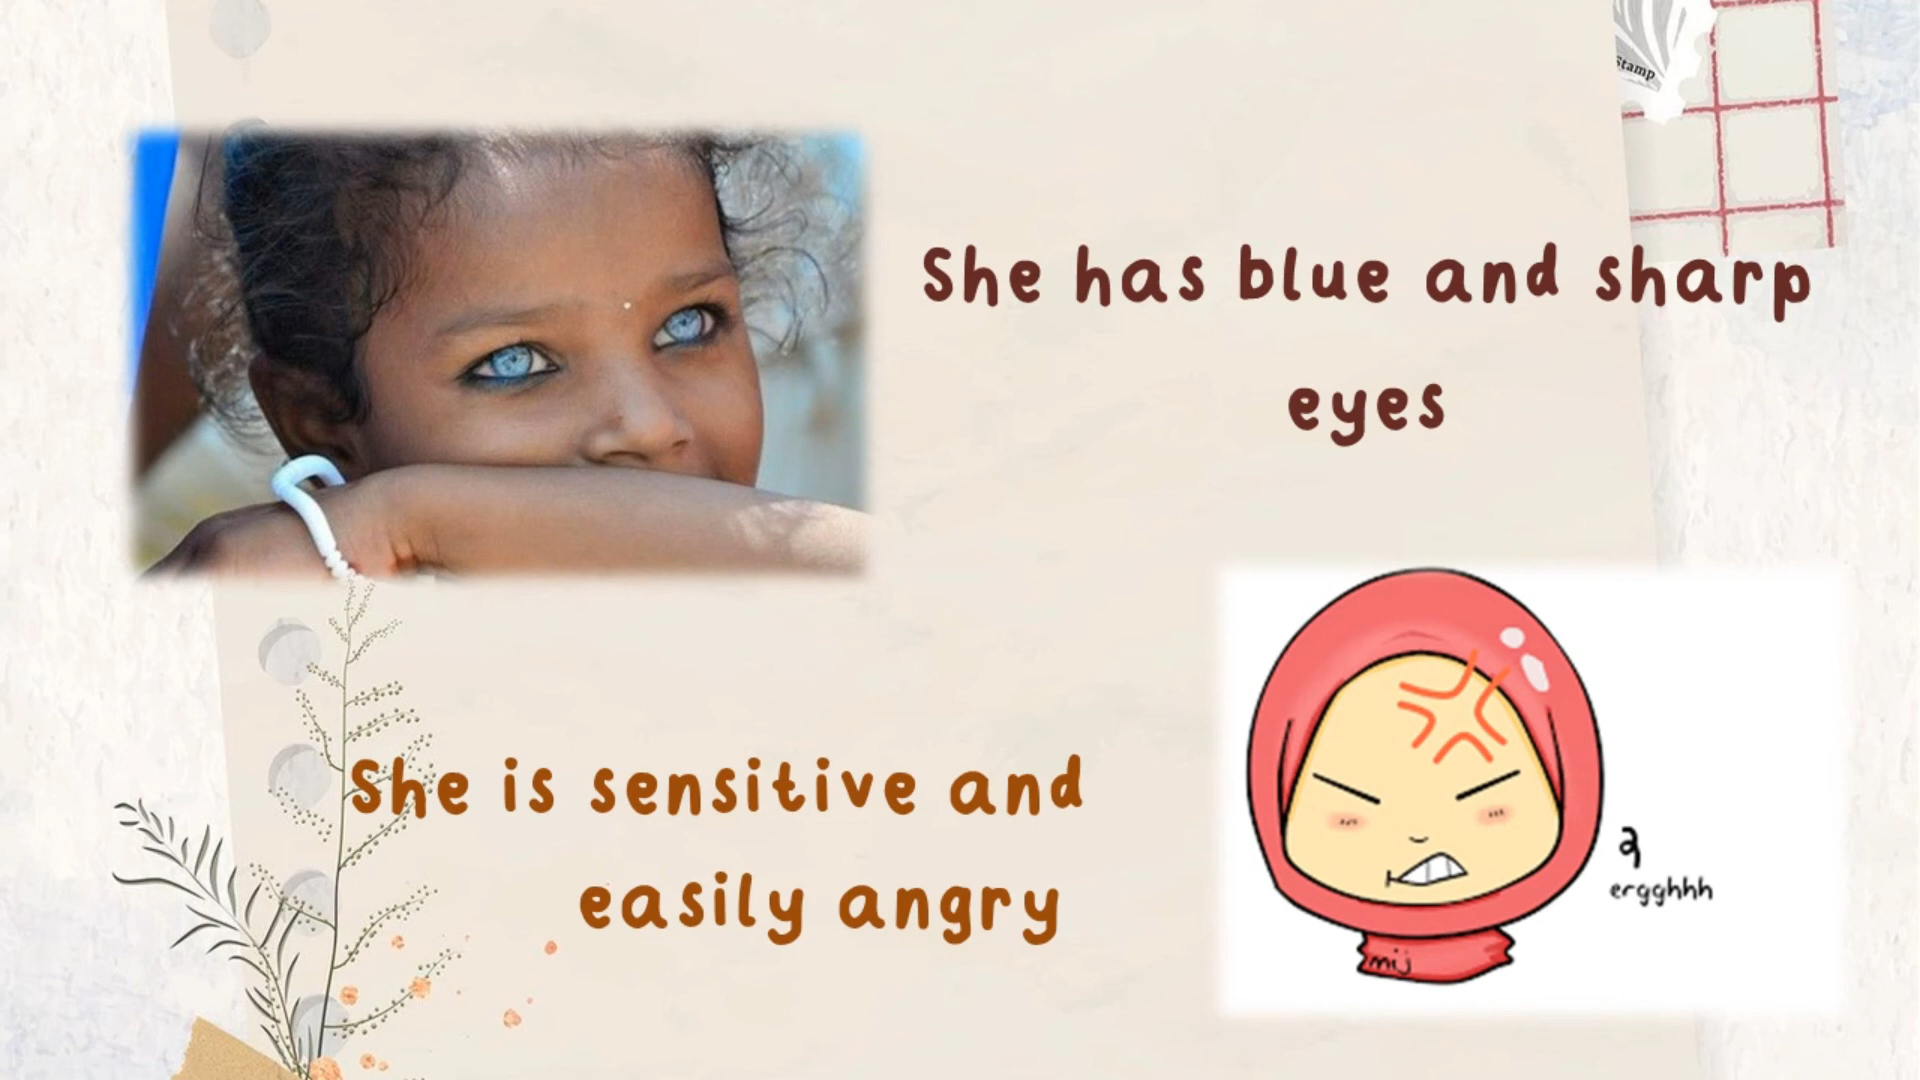 Stamp
She has blue and sharp
eyes
She is sensitive and
easily angry
ergghhh
mij